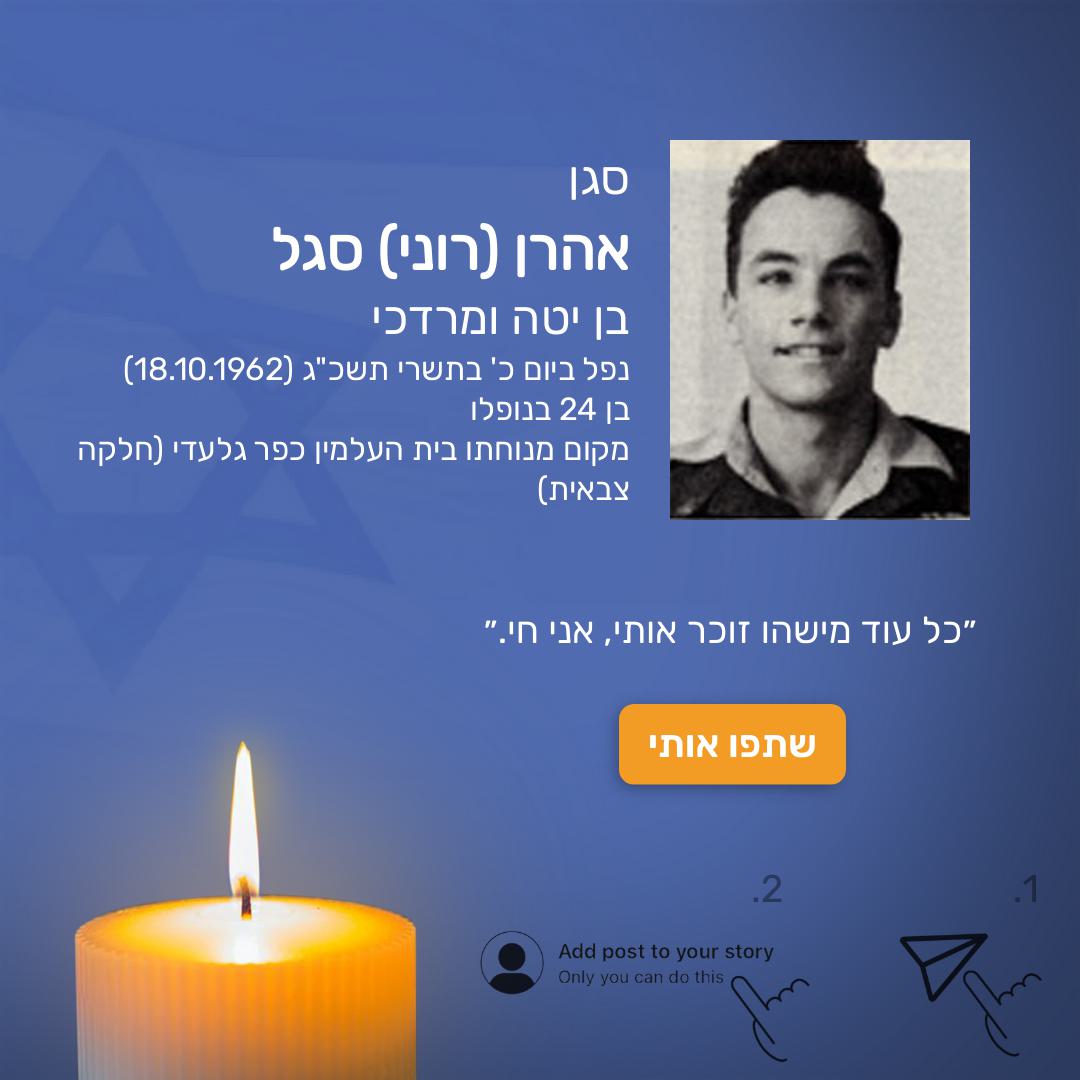 סגן
אהרן (רוני) סגל
בן יטה ומרדכי
נפל ביום כ' בתשרי תשכ"ג (18.10.1962)
בן 24 בנופלו
מקום מנוחתו בית העלמין כפר גלעדי (חלקה
צבאית)
״כל עוד מישהו זוכר אותי, אני חי.״
שתפו אותי
.1
.2
Add post to your story
Only you can do this